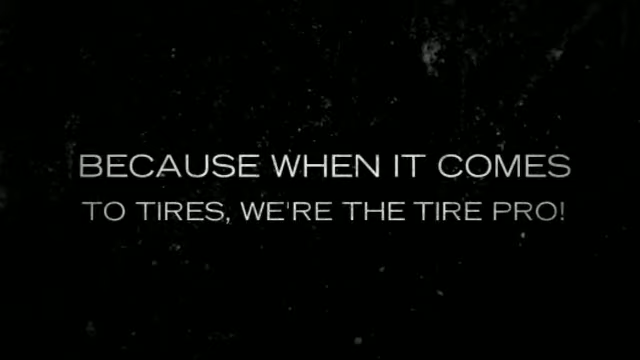 BECAUSE WHEN IT COMES
TO TIRES, WE'RE THE TIRE PRO!